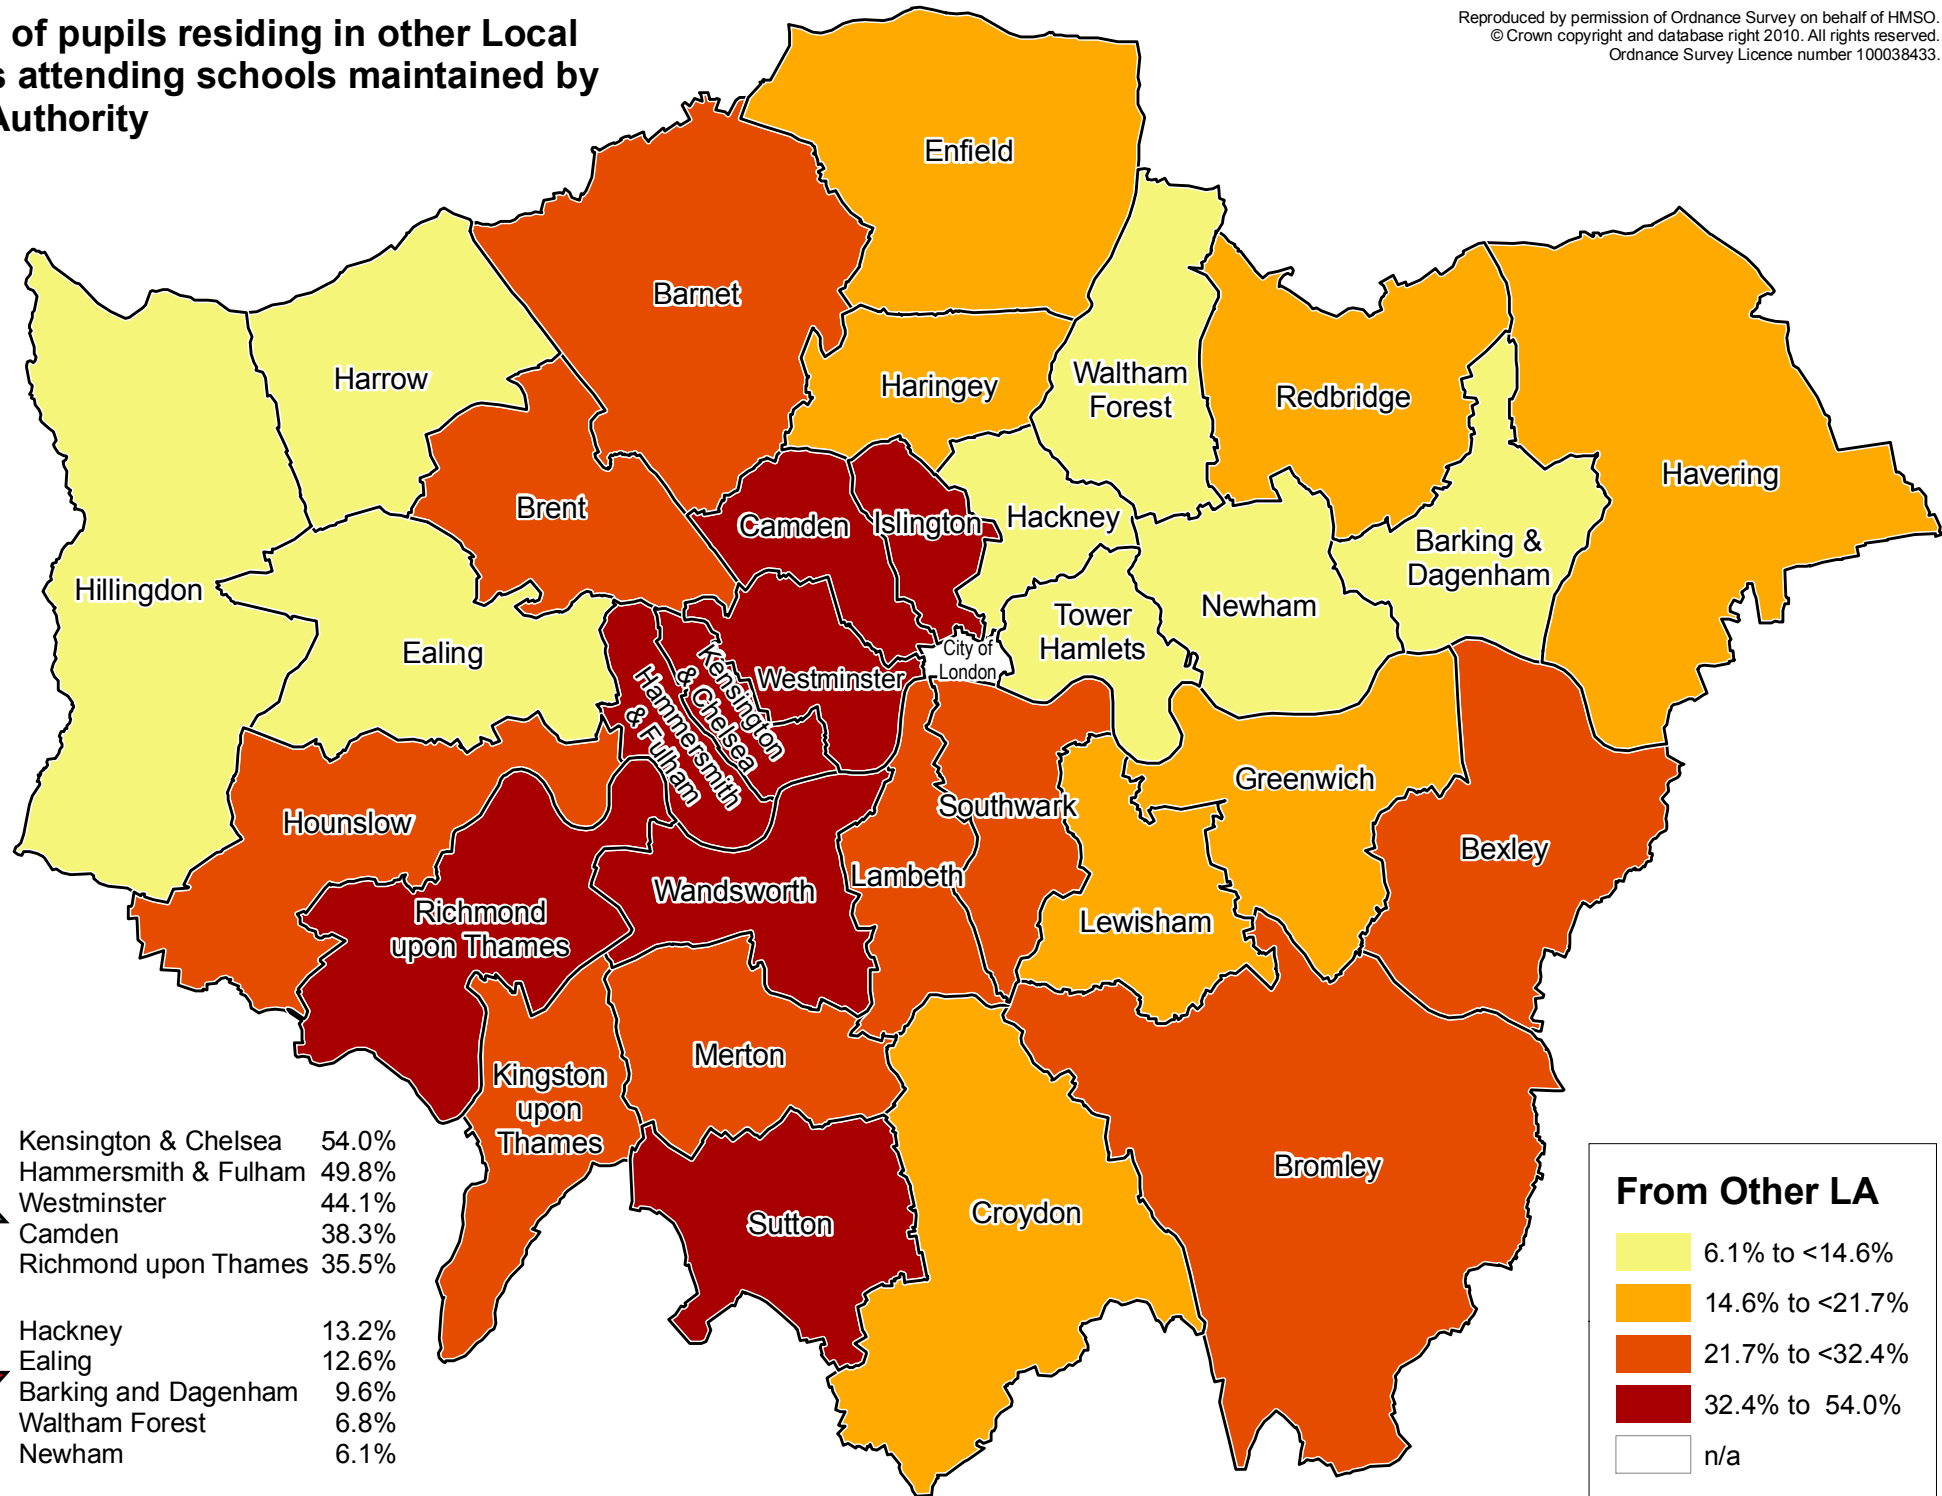 of pupils residing in other Local
s attending schools maintained by
Authority
Reproduced by permission of Ordnance Survey on behalf of HMSO.
© Crown copyright and database right 2010. All rights reserved.
Ordnance Survey Licence number 100038433.
Enfield
Barnet
Harrow
Haringey
Waltham
Forest
Redbridge
Havering
Brent
Camden
Islington
Hackney
Barking &
Dagenham
Hillingdon
Ealing
Tower
Hamlets
Newham
City of
London
Westminster
Kensington
& Chelsea
Hammersmith
& Fulham
Hounslow
Southwark
Greenwich
Bexley
Richmond
upon Thames
Wandsworth
Lambeth
Lewisham
Merton
Kingston
upon
Thames
Bromley
Croydon
Sutton
Kensington & Chelsea 54.0%
Hammersmith & Fulham 49.8%
Westminster 44.1%
Camden 38.3%
Richmond upon Thames 35.5%
Hackney 13.2%
Ealing 12.6%
Barking and Dagenham 9.6%
Waltham Forest 6.8%
Newham 6.1%
From Other LA
6.1% to <14.6%
14.6% to <21.7%
21.7% to <32.4%
32.4% to 54.0%
n/a